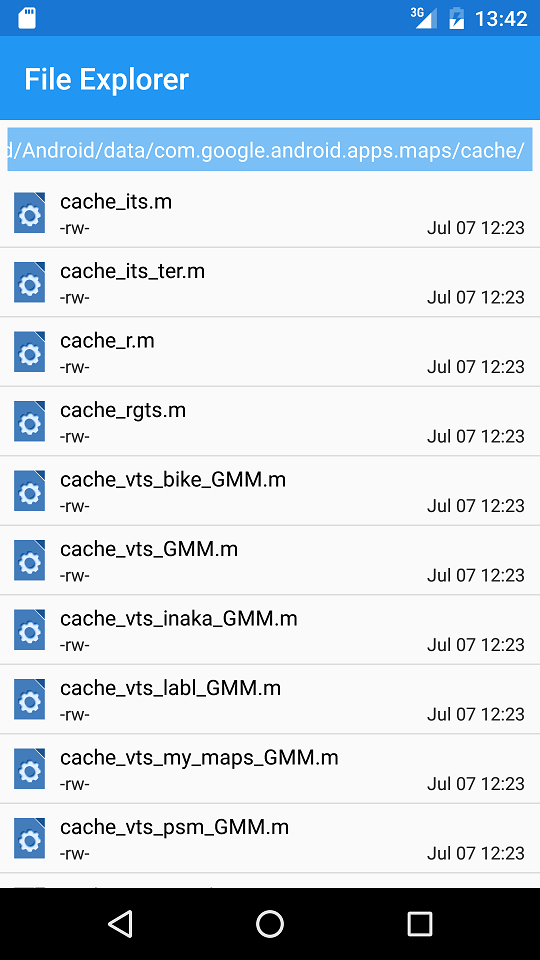 3G 13:42
File Explorer
d/Android/data/com.google.android.apps.maps/cache/
cache_its.m
-rw- Jul 07 12:23
cache_its_ter.m
-rw- Jul 07 12:23
cache_r.m
-rw- Jul 07 12:23
cache_rgts.m
-rw- Jul 07 12:23
cache_vts_bike_GMM.m
-rw- Jul 07 12:23
cache_vts_GMM.m
-rw- Jul 07 12:23
cache_vts_inaka_GMM.m
-rw- Jul 07 12:23
cache_vts_labl_GMM.m
-rw- Jul 07 12:23
cache_vts_my_maps_GMM.m
-rw- Jul 07 12:23
cache_vts_psm_GMM.m
-rw- Jul 07 12:23